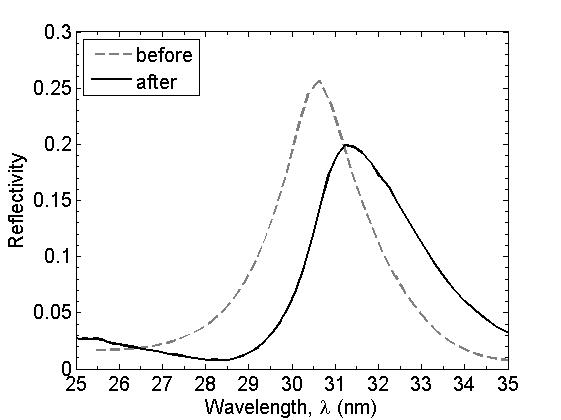 0.3
0.25
0.2
0.15
0.1
0.05
0
Reflectivity
before
after
25 26 27 28 29 30 31 32 33 34 35
Wavelength, λ (nm)